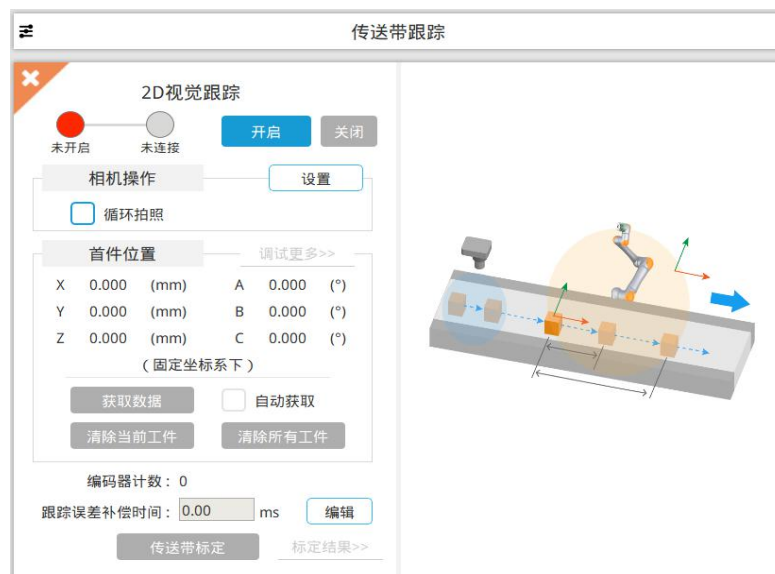 传送带跟踪
2D视觉跟踪
未开启 未连接 开启 关闭
相机操作 设置
循环拍照
首件位置 调试更多>>
X 0.000 (mm) A 0.000 (°)
Y 0.000 (mm) B 0.000 (°)
Z 0.000 (mm) C 0.000 (°)
(固定坐标系下)
获取数据 自动获取
清除当前工件 清除所有工件
编码器计数: 0
跟踪误差补偿时间: 0.00 ms 编辑
传送带标定 标定结果>>